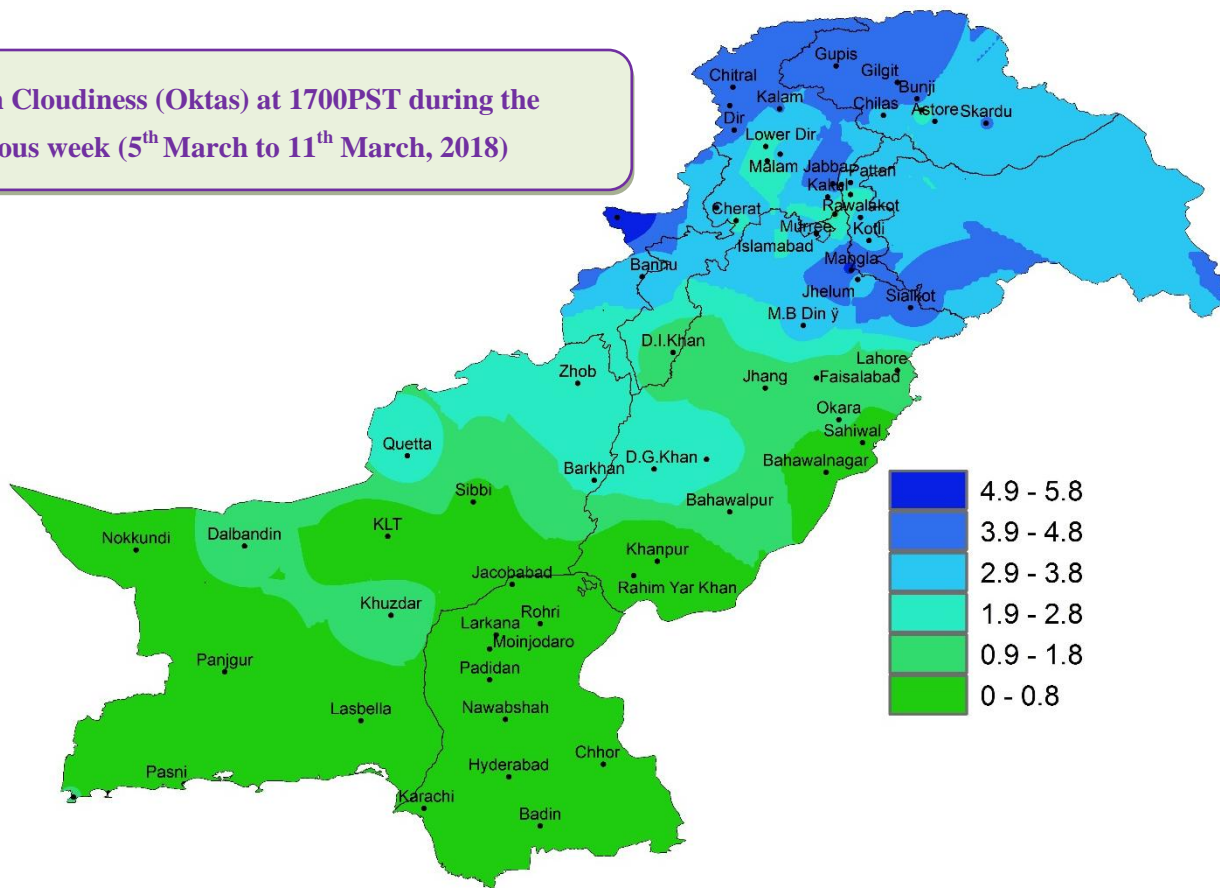 Cloudiness (Oktas) at 1700PST during the
week (5th March to 11th March, 2018)
Gupis
Chitral
Gilgit
Bunji
Kalam
Chilas
Astore
Skardu
Dir
Lower Dir
Malam Jabba
Pattan
Kakul
Cherat
Rawalakot
Murree
Kotli
Islamabad
Bannu
Mangla
Jhelum
Sialkot
M.B Din ÿ
D.I.Khan
Lahore
Zhob
Jhang
Faisalabad
Okara
Quetta
Sahiwal
D.G.Khan
Barkhan
Bahawalnagar
Sibbi
Bahawalpur
4.9 - 5.8
3.9 - 4.8
2.9 - 3.8
1.9 - 2.8
0.9 - 1.8
0 - 0.8
Nokkundi
Dalbandin
KLT
Khanpur
Jacobabad
Rahim Yar Khan
Khuzdar
Rohri
Larkana
Moinjodaro
Panjgur
Padidan
Lasbella
Nawabshah
Pasni
Hyderabad
Chhor
Karachi
Badin